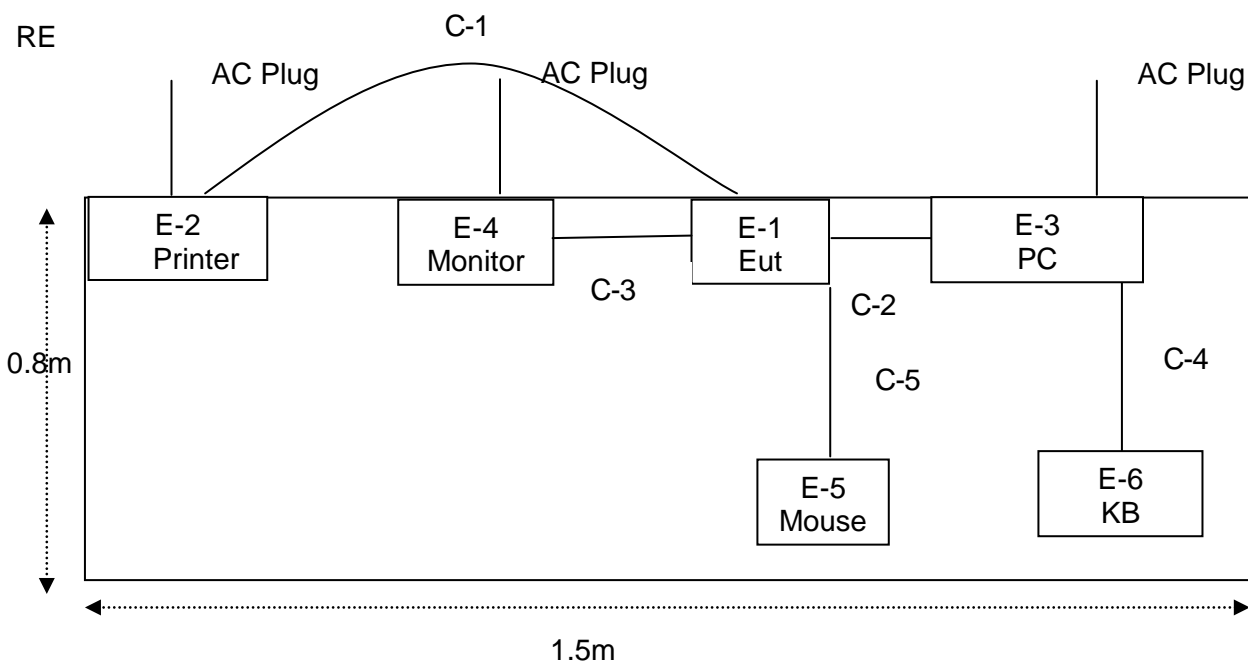 C-1
RE
AC Plug
AC Plug
AC Plug
E-2
Printer
E-4
Monitor
E-1
Eut
E-3
PC
C-3
C-2
0.8m
C-5
C-4
E-5
Mouse
E-6
KB
1.5m